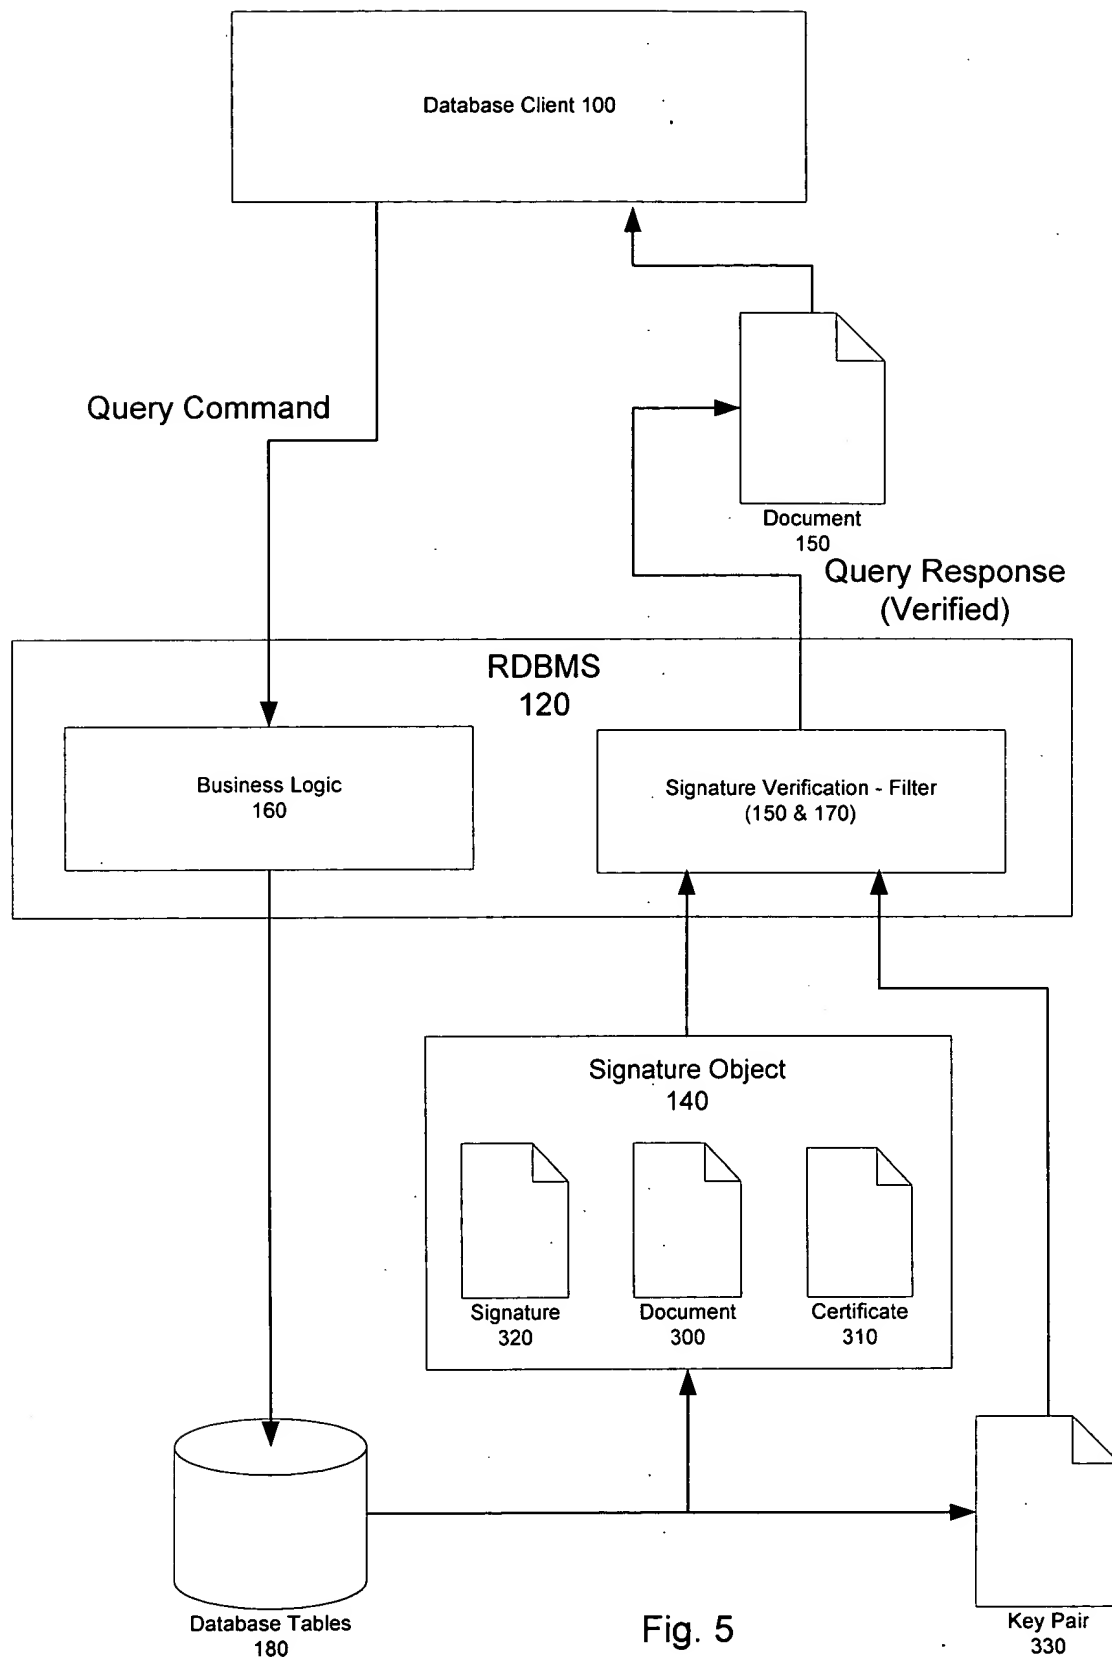 Database Client 100
Query Command
Document
150
Query Response
(Verified)
RDBMS
120
Business Logic
160
Signature Verification - Filter
(150 & 170)
Signature Object
140
Signature
320
Document
300
Certificate
310
Database Tables
180
Fig. 5
Key Pair
330